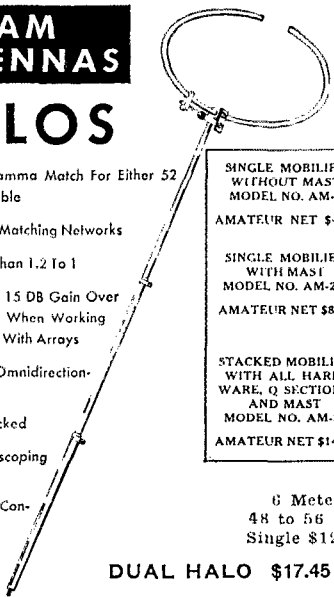 AM
ENNAS
LOS
amma Match For Either 52
ble
Matching Networks
han 1.2 To 1
15 DB Gain Over
When Working
With Arrays
Omnidirection-
cked
scoping
Con-
SINGLE MOBILIE
WITHOUT MAST
MODEL NO. AM-
AMATEUR NET $
SINGLE MOBILIE
WITH MAST
MODEL NO. AM-2
AMATEUR NET $8
STACKED MOBILI
WITH ALL HARD
WARE, Q SECTION
AND MAST
MODEL NO. AM-
AMATEUR NET $14
6 Mete
48 to 56
Single $12
DUAL HALO $17.45